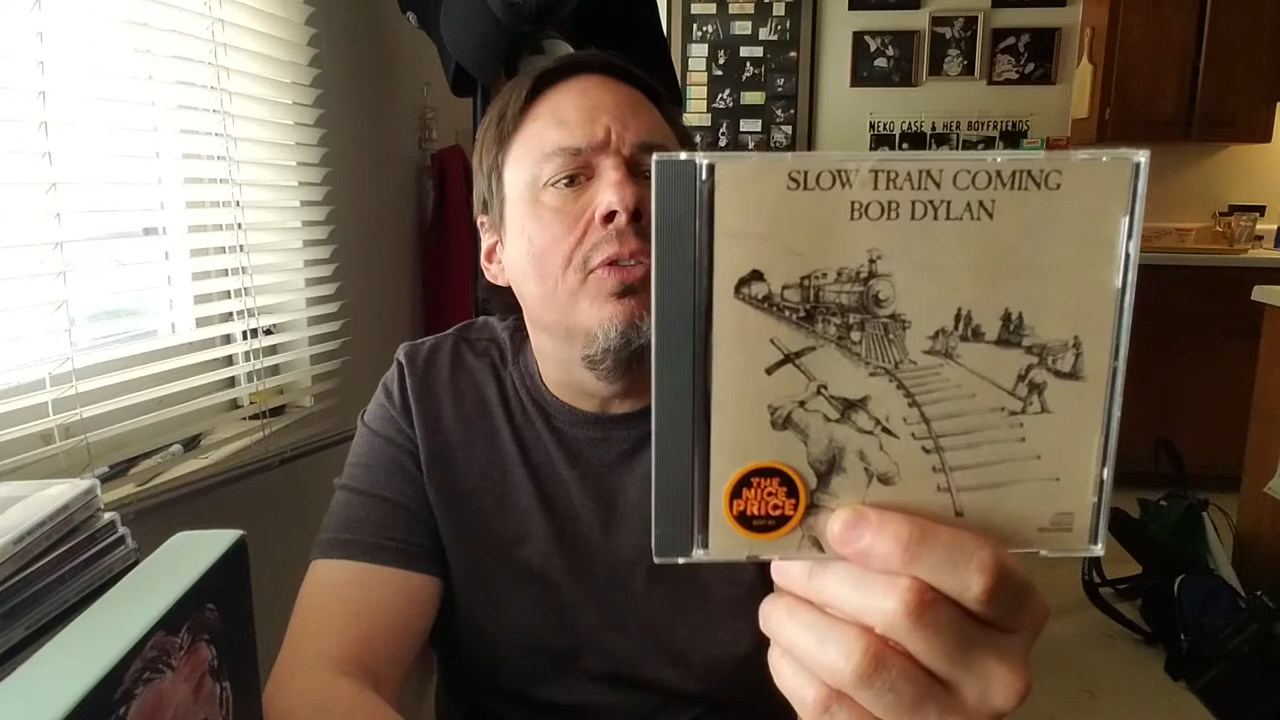 NEKO CASE & HER BOYFRIENDS
SLOW TRAIN COMING
BOB DYLAN
THE
NICE
PRICE